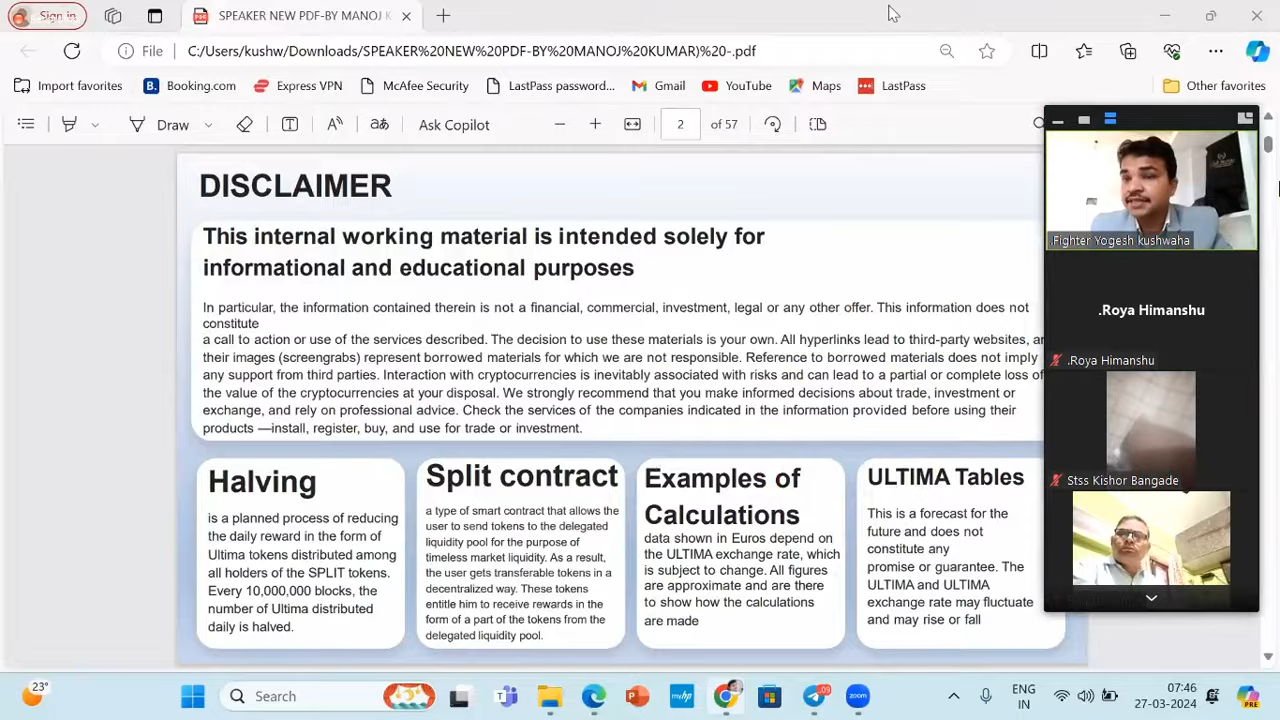 Sign in
SPEAKER NEW PDF-BY MANOJ K
File
C:/Users/kushw/Downloads/SPEAKER%20NEW%20PDF-BY%20MANOJ%20KUMAR)%20-.pdf
Import favorites
Booking.com
Express VPN
McAfee Security
LastPass password...
Gmail
YouTube
Maps
LastPass
Other favorites
Draw
Ask Copilot
2
of 57
DISCLAIMER
This internal working material is intended solely for
informational and educational purposes
In particular, the information contained therein is not a financial, commercial, investment, legal or any other offer. This information does not
constitute
a call to action or use of the services described. The decision to use these materials is your own. All hyperlinks lead to third-party websites,
their images (screengrabs) represent borrowed materials for which we are not responsible. Reference to borrowed materials does not imply
any support from third parties. Interaction with cryptocurrencies is inevitably associated with risks and can lead to a partial or complete loss of
the value of the cryptocurrencies at your disposal. We strongly recommend that you make informed decisions about trade, investment or
exchange, and rely on professional advice. Check the services of the companies indicated in the information provided before using their
products —install, register, buy, and use for trade or investment.
Halving
is a planned process of reducing
the daily reward in the form of
Ultima tokens distributed among
all holders of the SPLIT tokens.
Every 10,000,000 blocks, the
number of Ultima distributed
daily is halved.
Split contract
a type of smart contract that allows the
user to send tokens to the delegated
liquidity pool for the purpose of
timeless market liquidity. As a result,
the user gets transferable tokens in a
decentralized way. These tokens
entitle him to receive rewards in the
form of a part of the tokens from the
delegated liquidity pool.
Examples of
Calculations
data shown in Euros depend on
the ULTIMA exchange rate, which
is subject to change. All figures
are approximate and are there
to show how the calculations
are made
ULTIMA Tables
This is a forecast for the
future and does not
constitute any
promise or guarantee. The
ULTIMA and ULTIMA
exchange rate may fluctuate
and may rise or fall
Fighter Yogesh kushwaha
.Roya Himanshu
.Roya Himanshu
Stss Kishor Bangade
23°
Search
ENG
IN
07:46
27-03-2024